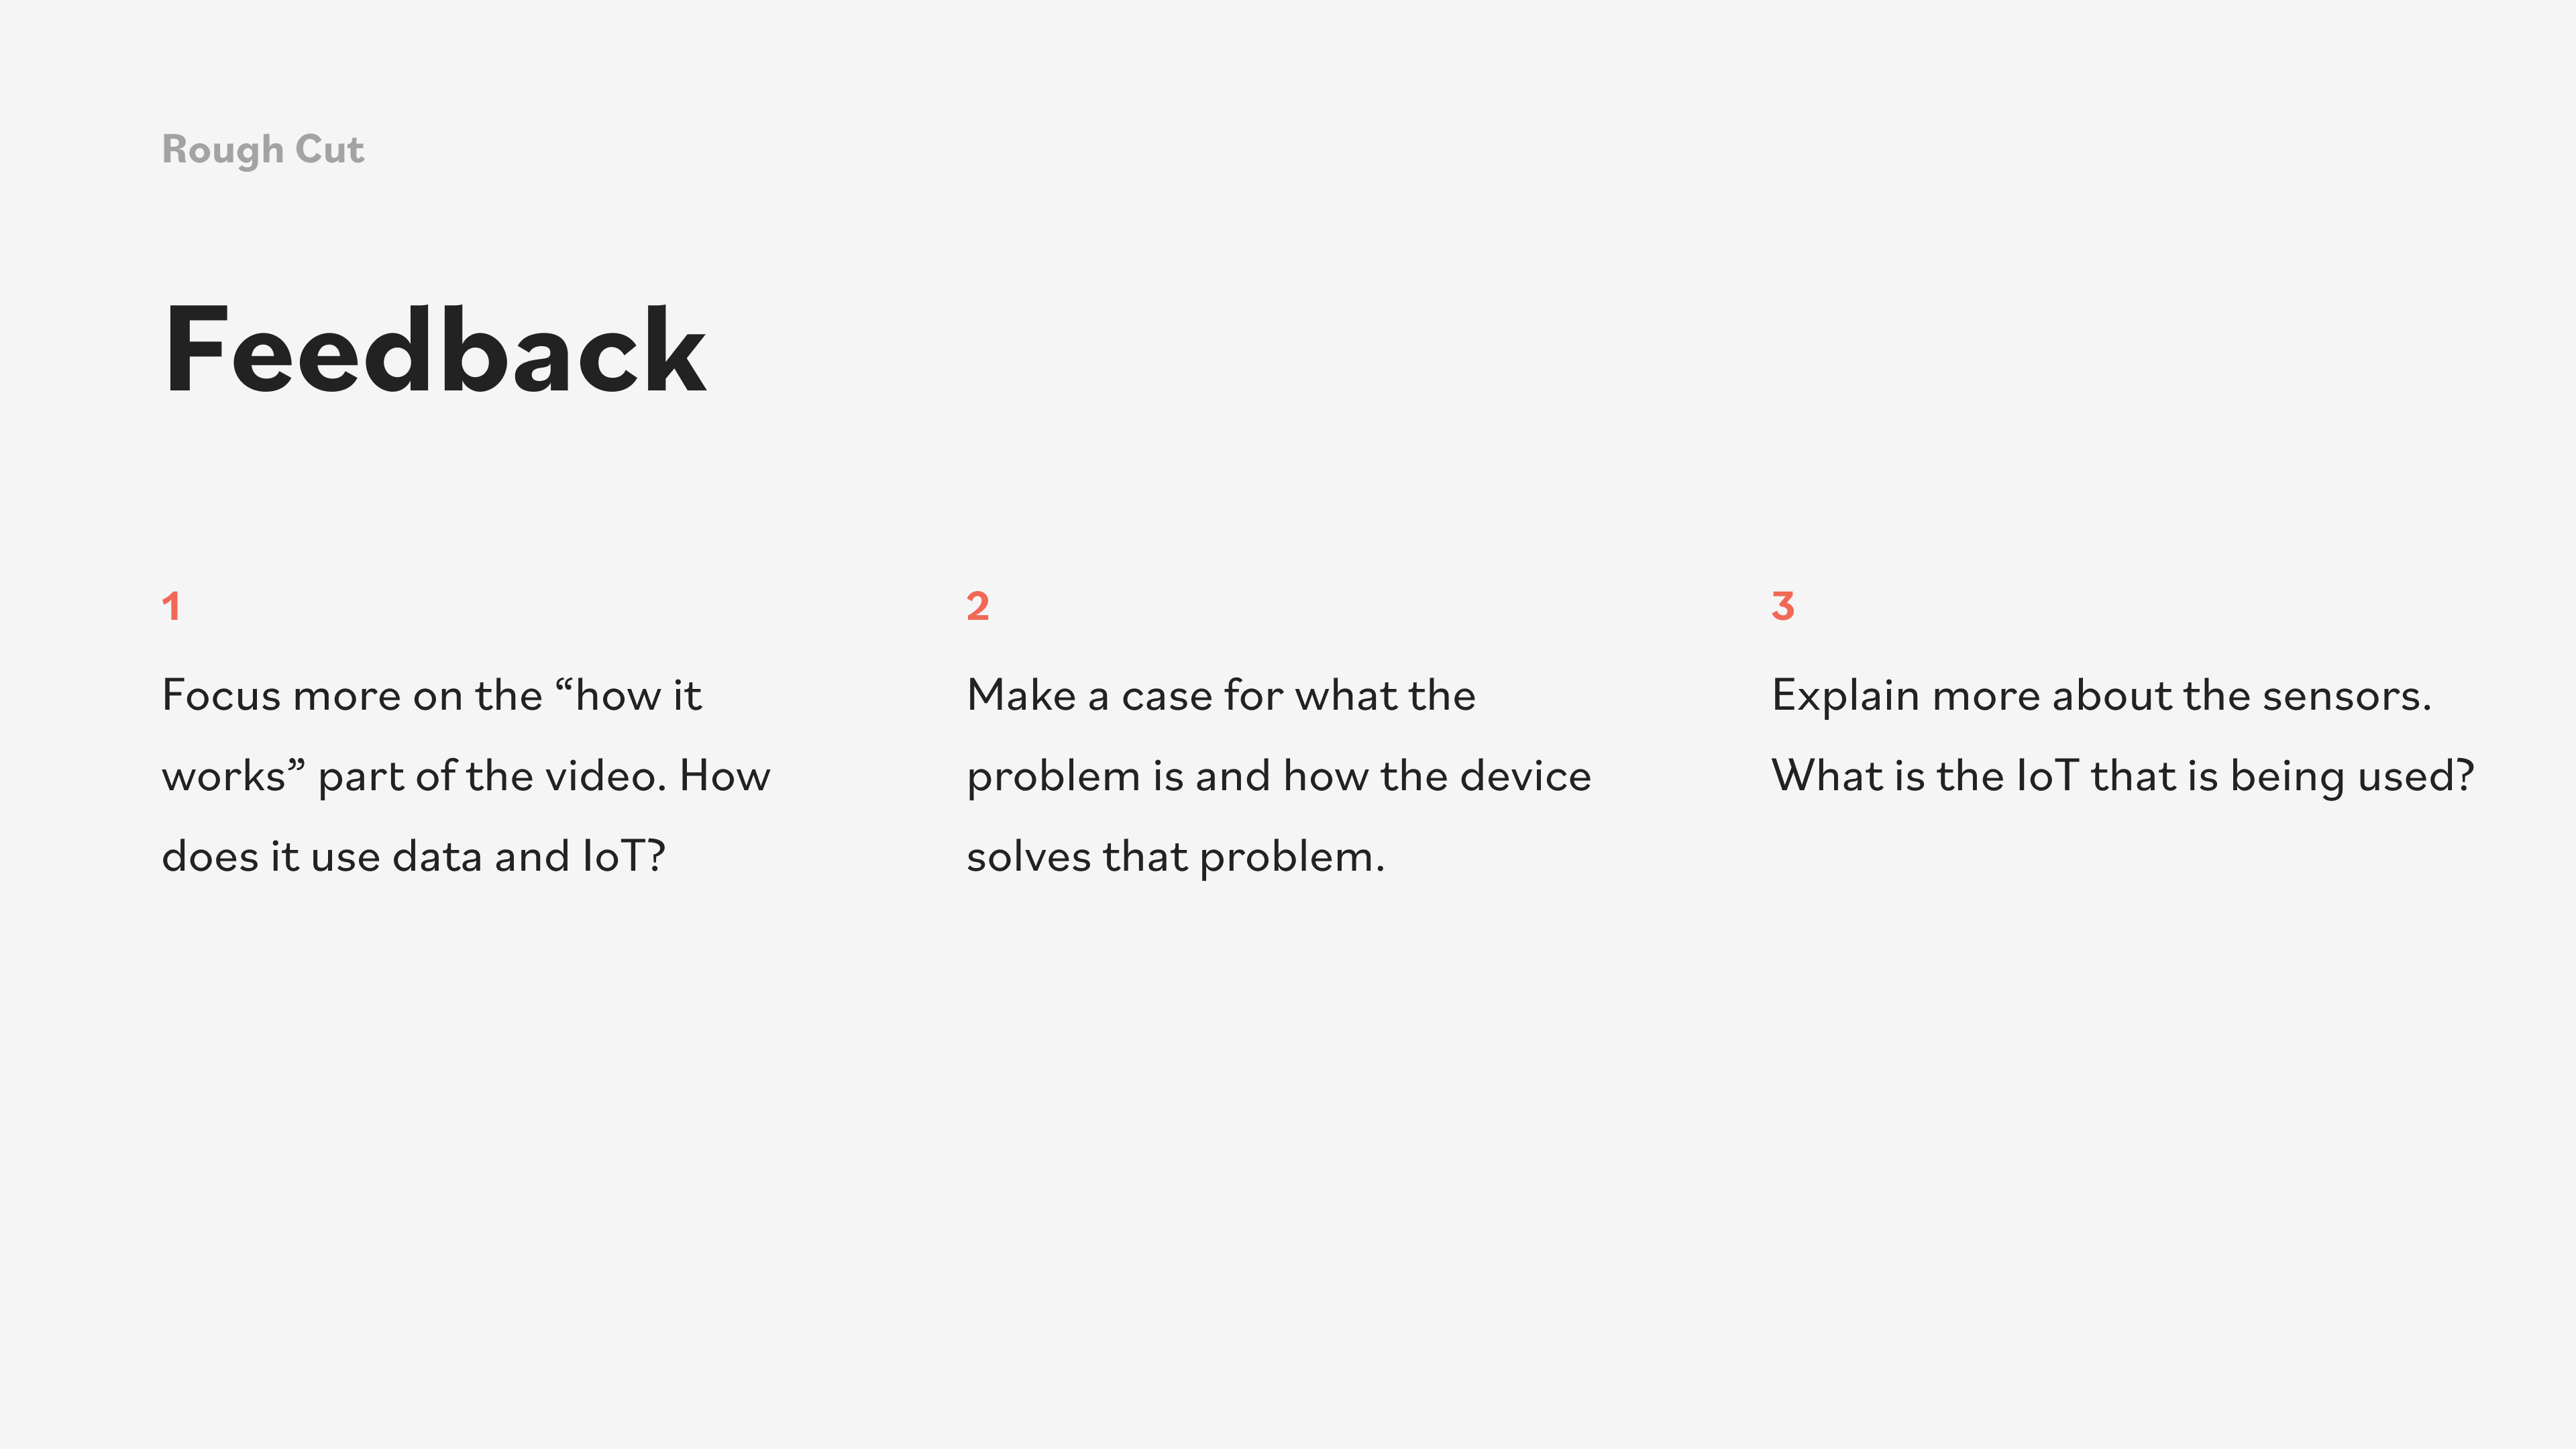 Rough Cut
Feedback
1
Focus more on the “how it
works” part of the video. How
does it use data and IoT?
2
Make a case for what the
problem is and how the device
solves that problem.
3
Explain more about the sensors.
What is the IoT that is being used?